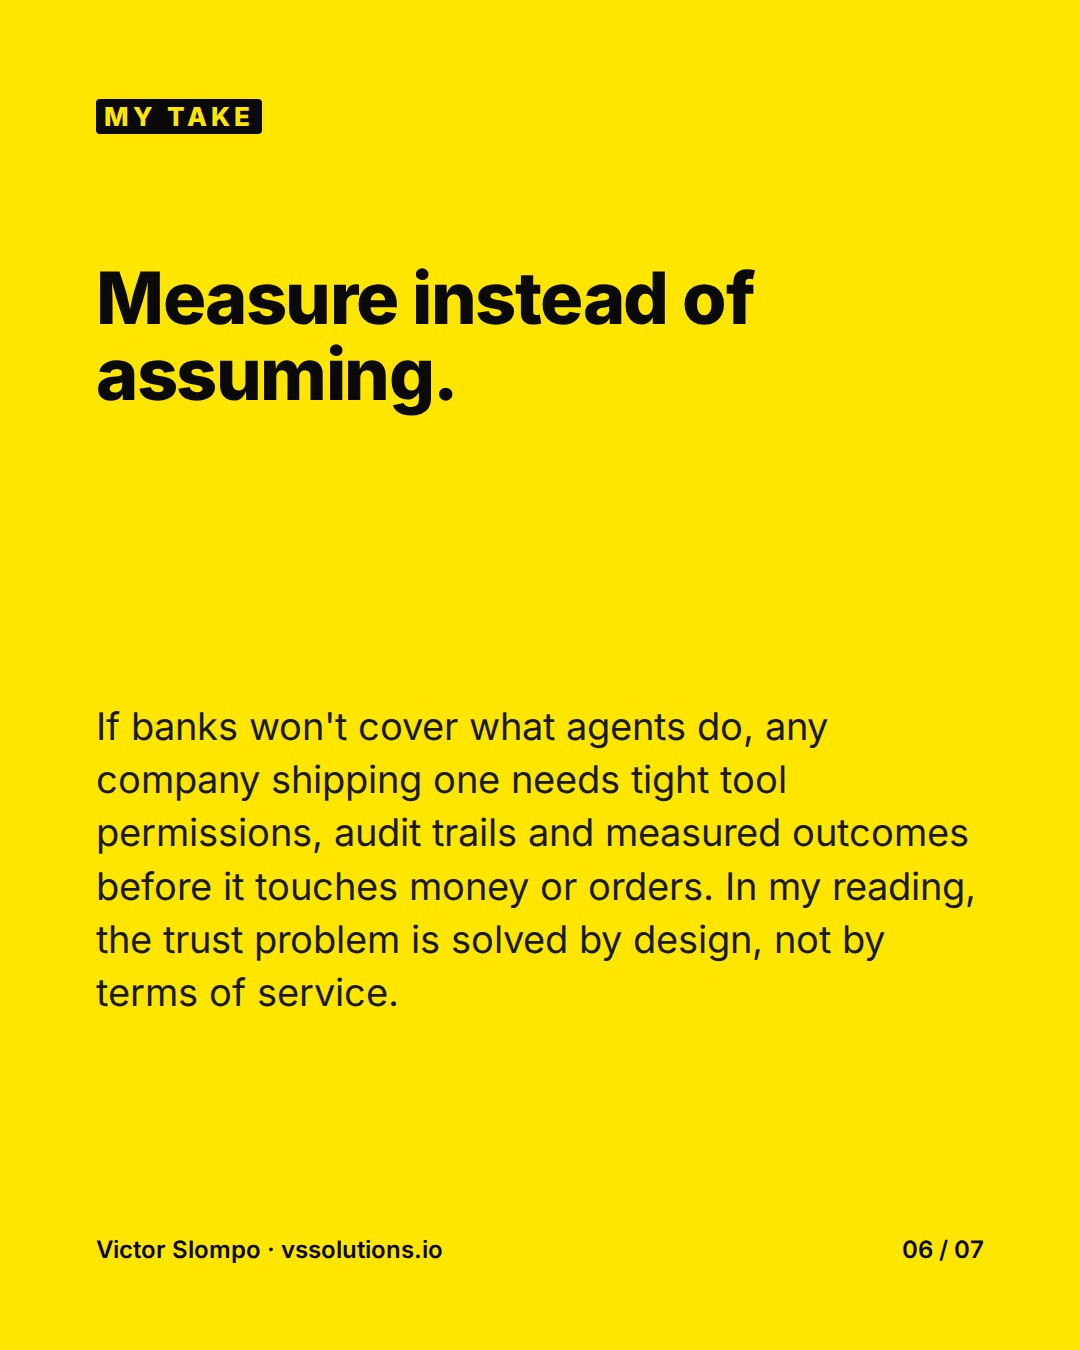 MY TAKE
Measure instead of
assuming.
If banks won't cover what agents do, any
company shipping one needs tight tool
permissions, audit trails and measured outcomes
before it touches money or orders. In my reading,
the trust problem is solved by design, not by
terms of service.
Victor Slompo · vssolutions.io
06 / 07